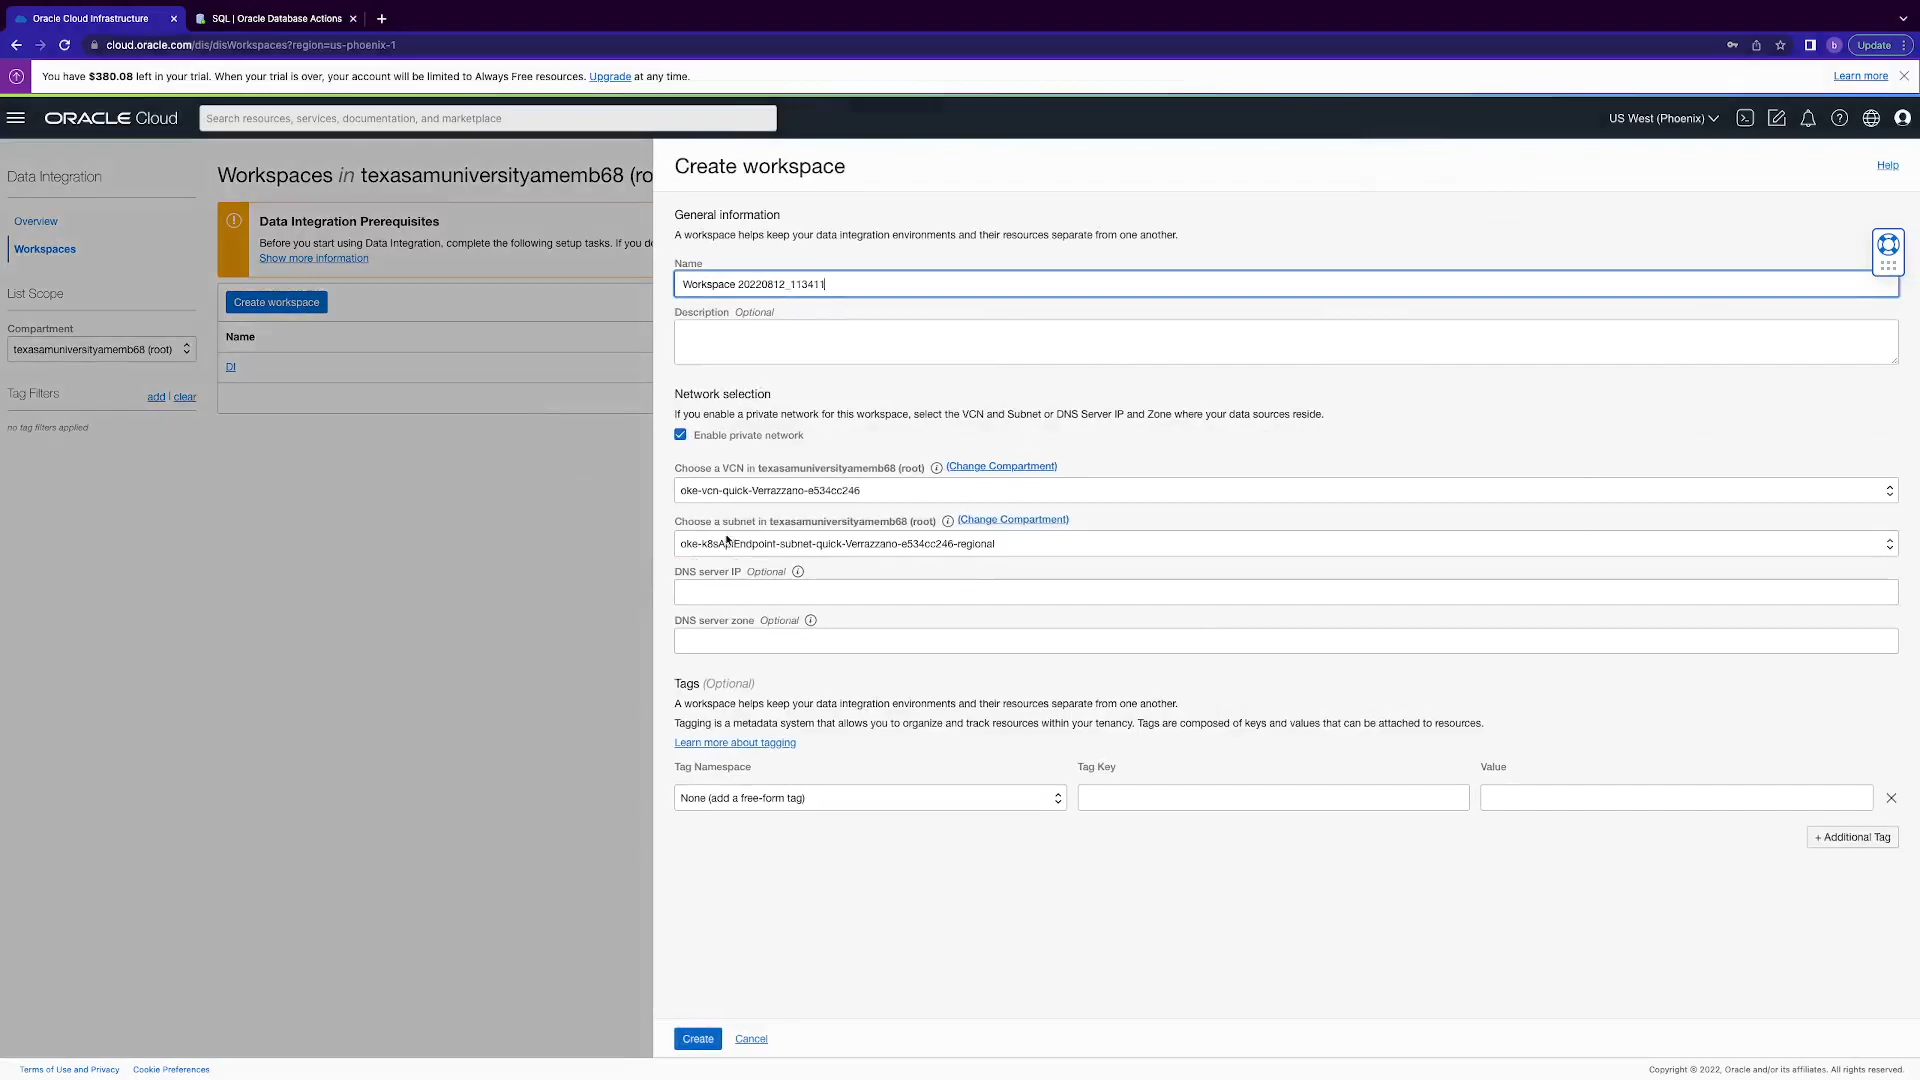 Oracle Cloud Infrastructure
SQL | Oracle Database Actions
cloud.oracle.com/dis/disWorkspaces?region=us-phoenix-1
b
Update
You have $380.08 left in your trial. When your trial is over, your account will be limited to Always Free resources. Upgrade at any time.
Learn more
ORACLE Cloud
Search resources, services, documentation, and marketplace
US West (Phoenix)
Data Integration
Overview
Workspaces
List Scope
Compartment
texasamuniversityamemb68 (root)
Tag Filters
add | clear
no tag filters applied
Workspaces in texasamuniversityamemb68 (ro
Data Integration Prerequisites
Before you start using Data Integration, complete the following setup tasks. If you d
Show more information
Create workspace
Name
DI
Create workspace
Help
General information
A workspace helps keep your data integration environments and their resources separate from one another.
Name
Workspace 20220812_113411
Description Optional
Network selection
If you enable a private network for this workspace, select the VCN and Subnet or DNS Server IP and Zone where your data sources reside.
Enable private network
Choose a VCN in texasamuniversityamemb68 (root) (Change Compartment)
oke-vcn-quick-Verrazzano-e534cc246
Choose a subnet in texasamuniversityamemb68 (root) (Change Compartment)
oke-k8sApiEndpoint-subnet-quick-Verrazzano-e534cc246-regional
DNS server IP Optional
DNS server zone Optional
Tags (Optional)
A workspace helps keep your data integration environments and their resources separate from one another.
Tagging is a metadata system that allows you to organize and track resources within your tenancy. Tags are composed of keys and values that can be attached to resources.
Learn more about tagging
Tag Namespace
Tag Key
Value
None (add a free-form tag)
+ Additional Tag
Create
Cancel
Terms of Use and Privacy
Cookie Preferences
Copyright © 2022, Oracle and/or its affiliates. All rights reserved.